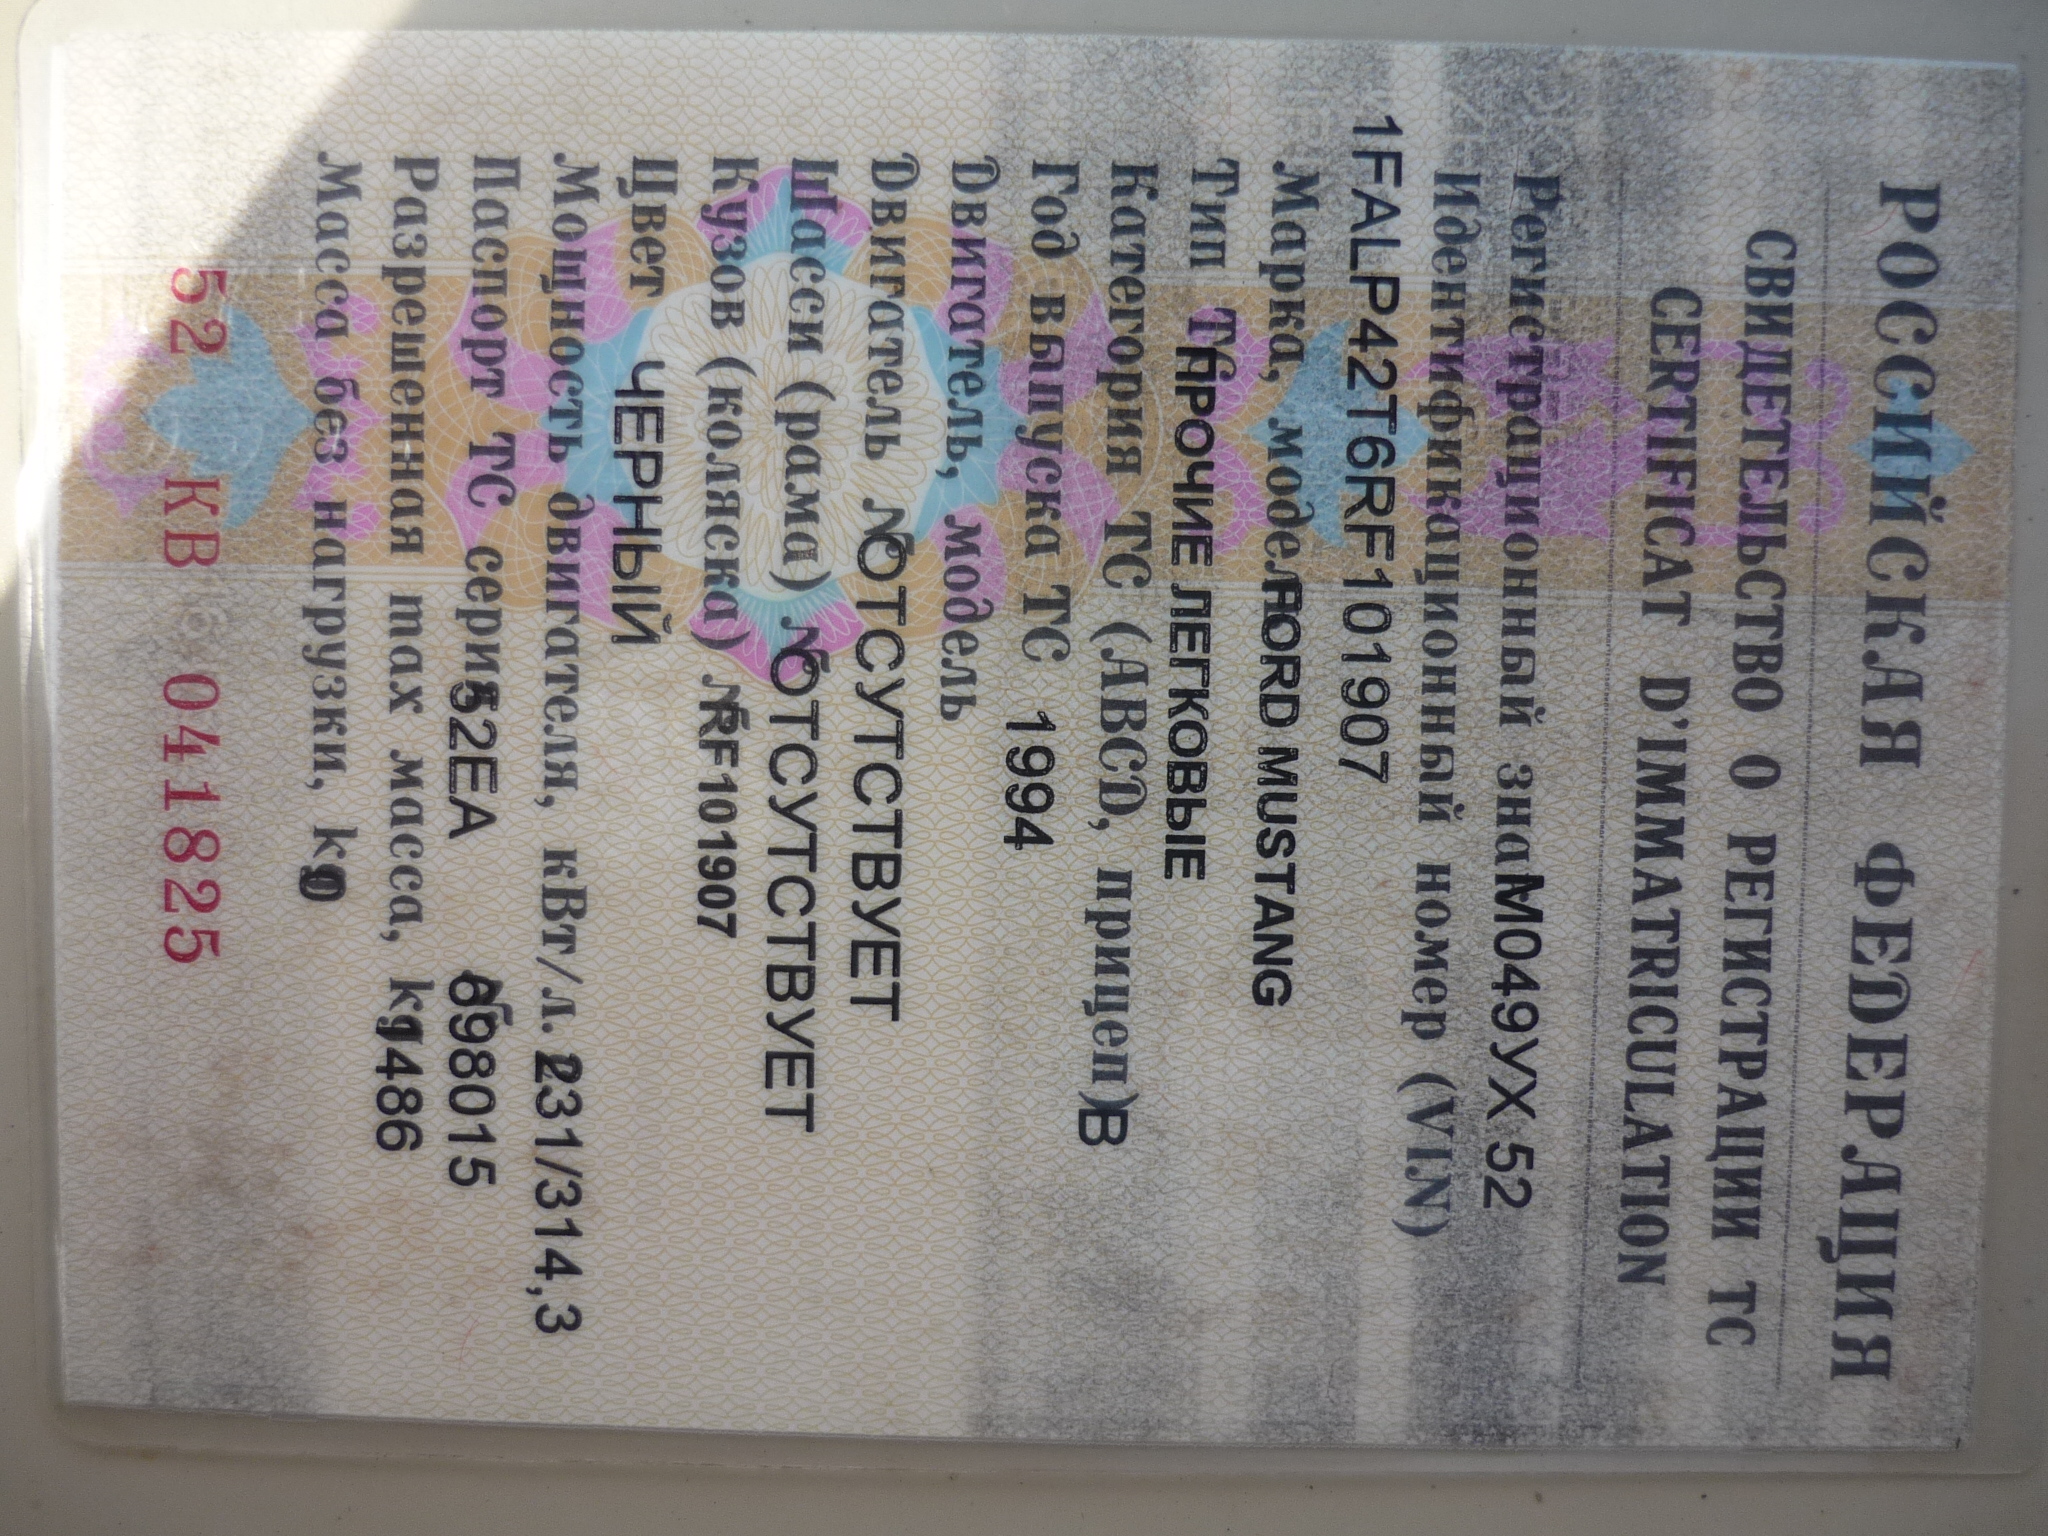 РОССИЙСКАЯ ФЕДЕРАЦИЯ
СВИДЕТЕЛЬСТВО О РЕГИСТРАЦИИ ТС
CERTIFICAT D'IMMATRICULATION
Регистрационный знак М049УХ 52
Идентификационный номер (VIN)
1FALP42T6RF101907
Марка, модель FORD MUSTANG
Тип ТС ПРОЧИЕ ЛЕГКОВЫЕ
Категория ТС (ABCD, прицеп) B
Год выпуска ТС 1994
Двигатель, модель
Двигатель № ОТСУТСТВУЕТ
Шасси (рама) № ОТСУТСТВУЕТ
Кузов (коляска) № RF101907
Цвет ЧЕРНЫЙ
Мощность двигателя, кВт/л. с. 231/314,3
Паспорт ТС серия 52ЕА № 698015
Разрешенная max масса, kg 1486
Масса без нагрузки, kg 0
52 КВ 041825